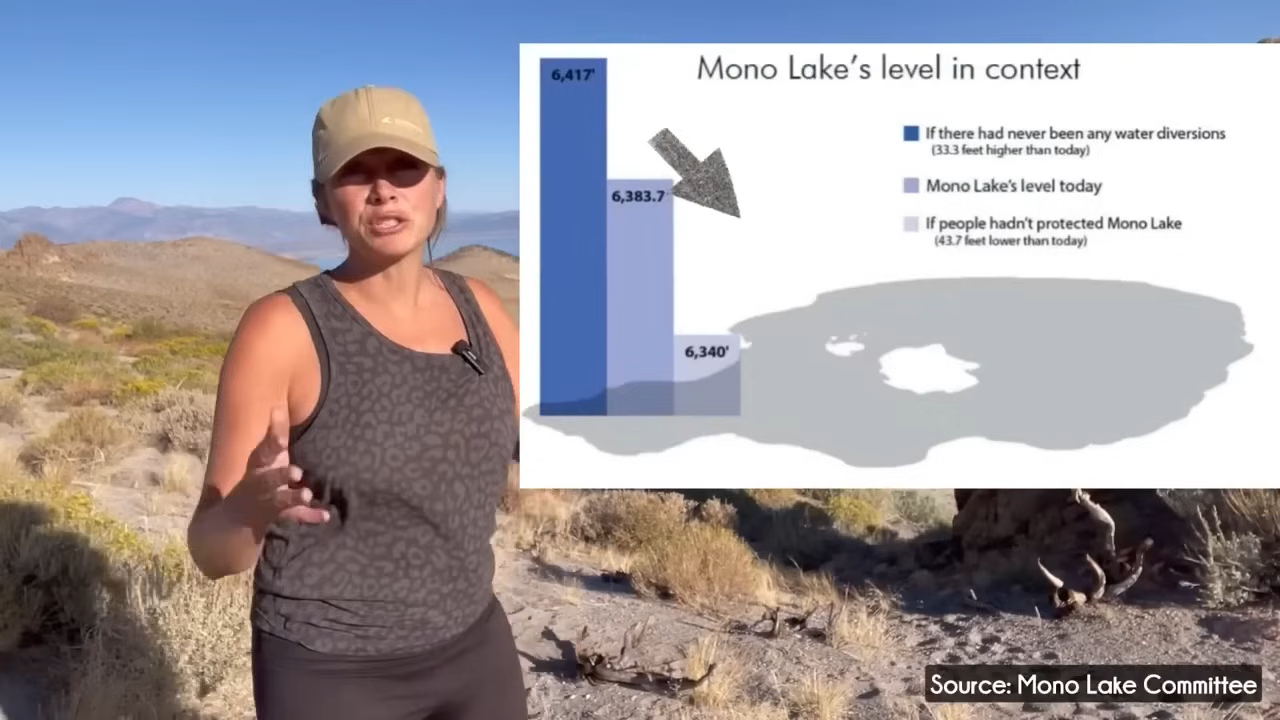 Mono Lake's level in context
6,417'
If there had never been any water diversions
(33.3 feet higher than today)
6,383.7
Mono Lake's level today
If people hadn't protected Mono Lake
(43.7 feet lower than today)
6,340'
Source: Mono Lake Committee